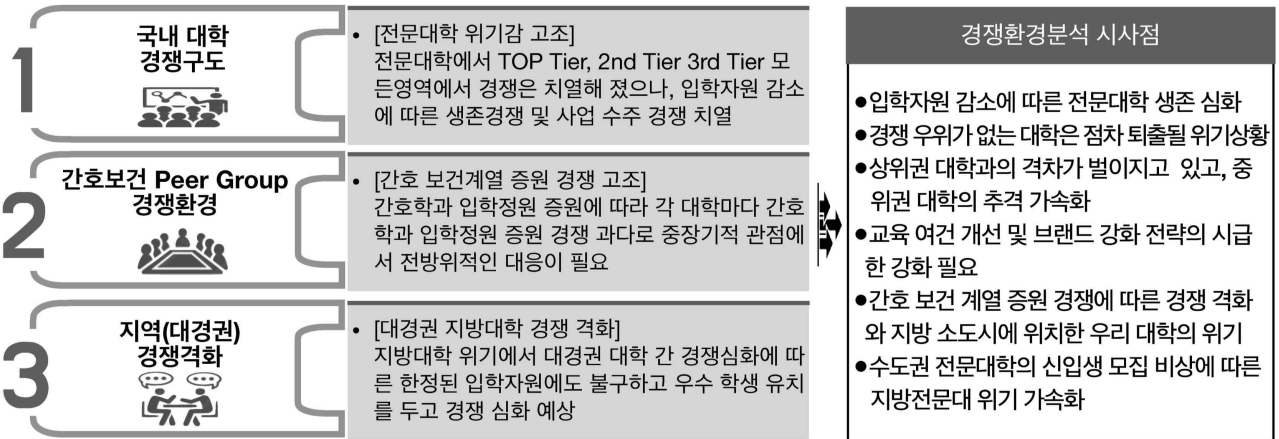 1
국내 대학
경쟁구도
• [전문대학 위기감 고조]
전문대학에서 TOP Tier, 2nd Tier 3rd Tier 모
든영역에서 경쟁은 치열해 졌으나, 입학자원 감소
에 따른 생존경쟁 및 사업 수주 경쟁 치열
2
간호보건 Peer Group
경쟁환경
• [간호 보건계열 증원 경쟁 고조]
간호학과 입학정원 증원에 따라 각 대학마다 간호
학과 입학정원 증원 경쟁 과다로 중장기적 관점에
서 전방위적인 대응이 필요
3
지역(대경권)
경쟁격화
• [대경권 지방대학 경쟁 격화]
지방대학 위기에서 대경권 대학 간 경쟁심화에 따
른 한정된 입학자원에도 불구하고 우수 학생 유치
를 두고 경쟁 심화 예상
경쟁환경분석 시사점
●입학자원 감소에 따른 전문대학 생존 심화
●경쟁 우위가 없는 대학은 점차 퇴출될 위기상황
●상위권 대학과의 격차가 벌이지고 있고, 중
위권 대학의 추격 가속화
●교육 여건 개선 및 브랜드 강화 전략의 시급
한 강화 필요
●간호 보건 계열 증원 경쟁에 따른 경쟁 격화
와 지방 소도시에 위치한 우리 대학의 위기
●수도권 전문대학의 신입생 모집 비상에 따른
지방전문대 위기 가속화